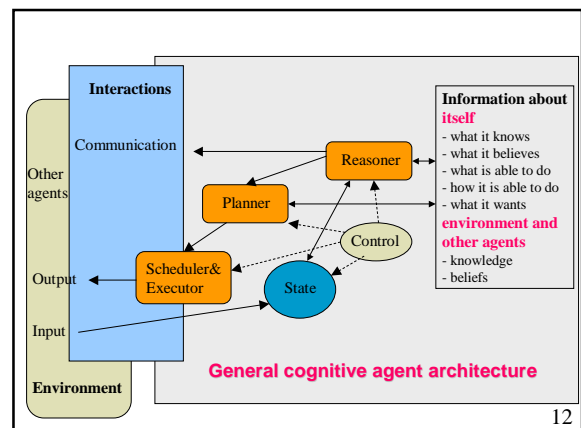 Interactions
Communication
Other
agents
Output
Input
Environment
Reasoner
Planner
Control
Scheduler&
Executor
State
Information about
itself
- what it knows
- what it believes
- what is able to do
- how it is able to do
- what it wants
environment and
other agents
- knowledge
- beliefs
General cognitive agent architecture
12